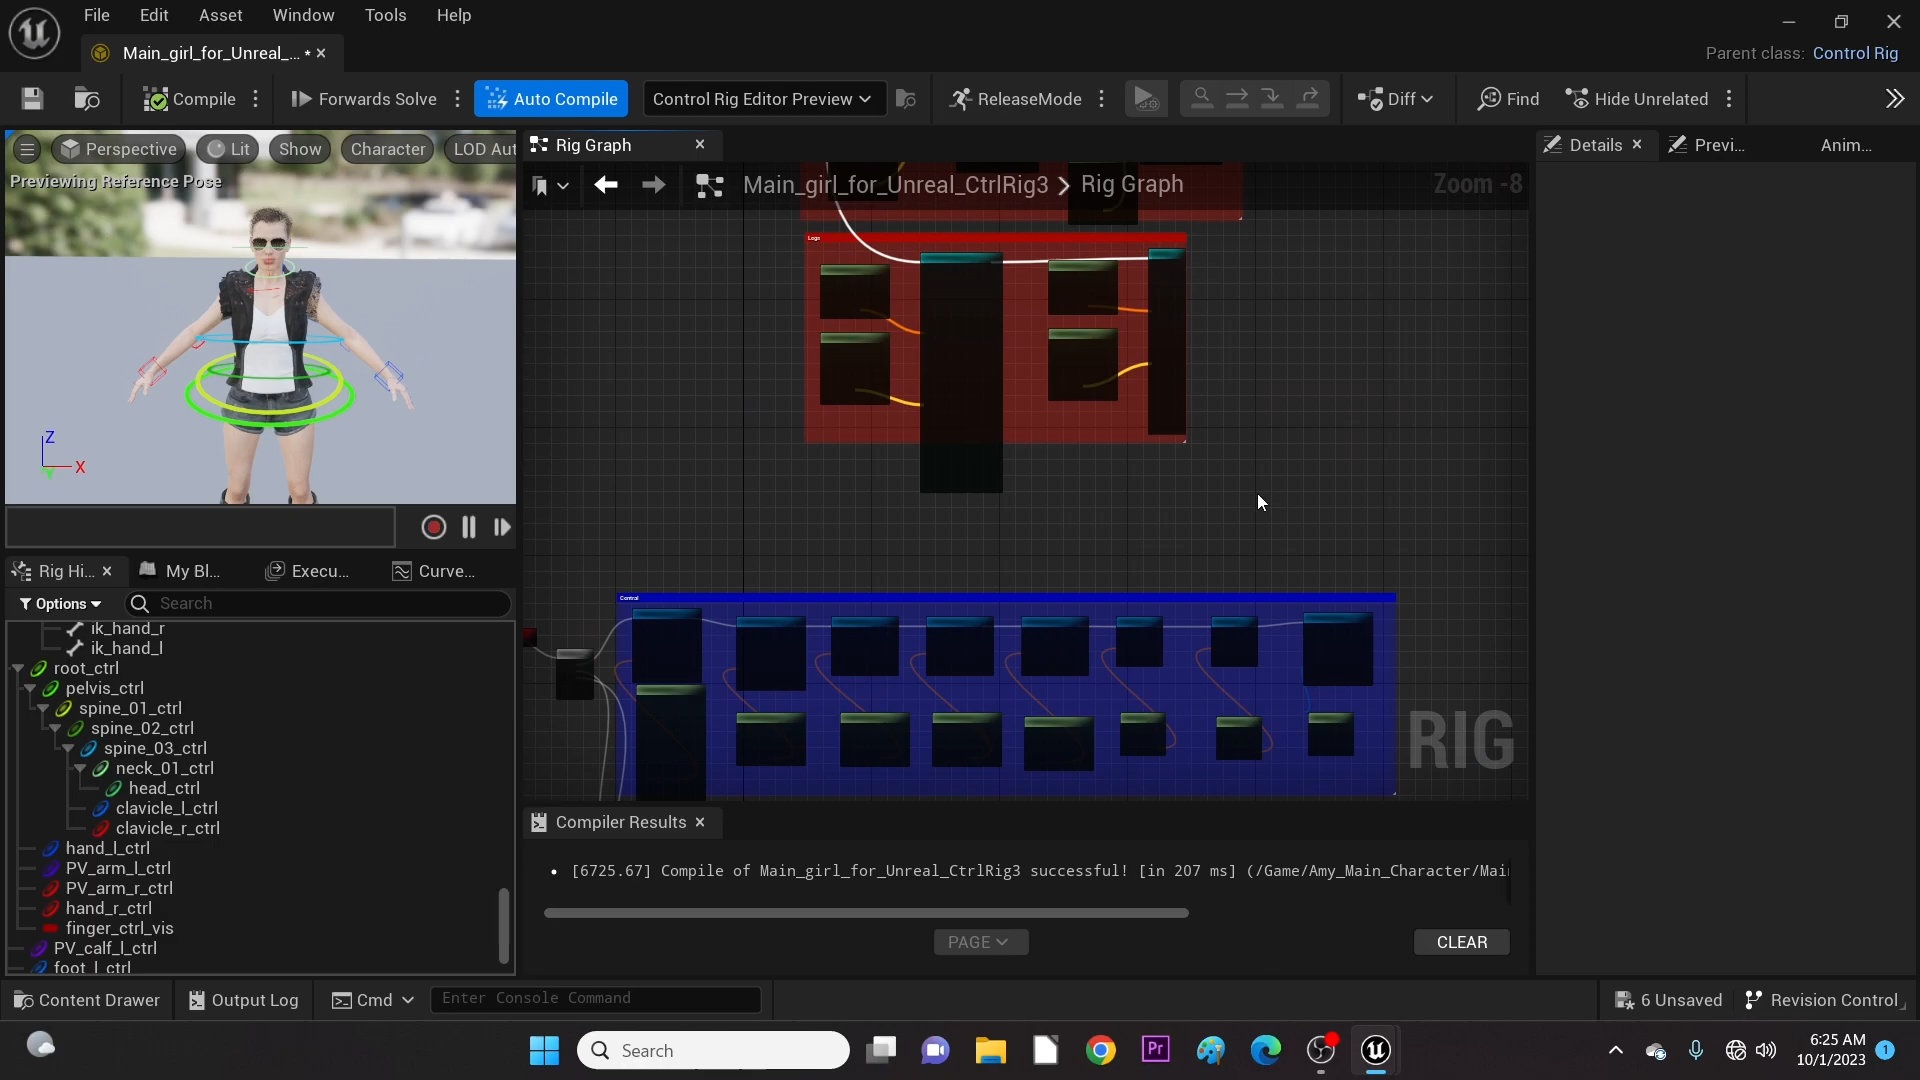 File Edit Asset Window Tools Help
Main_girl_for_Unreal_... •
Parent class: Control Rig
Compile
Forwards Solve
Auto Compile
Control Rig Editor Preview
ReleaseMode
Diff
Find
Hide Unrelated
Perspective
Lit
Show
Character
LOD Aut
Previewing Reference Pose
Z
X
Y
Rig Graph
Main_girl_for_Unreal_CtrlRig3 > Rig Graph
Zoom -8
Legs
Central
RIG
Details
Previ...
Anim...
Rig Hi...
My Bl...
Execu...
Curve...
Options
Search
ik_hand_r
ik_hand_l
root_ctrl
pelvis_ctrl
spine_01_ctrl
spine_02_ctrl
spine_03_ctrl
neck_01_ctrl
head_ctrl
clavicle_l_ctrl
clavicle_r_ctrl
hand_l_ctrl
PV_arm_l_ctrl
PV_arm_r_ctrl
hand_r_ctrl
finger_ctrl_vis
PV_calf_l_ctrl
foot_l_ctrl
Compiler Results
• [6725.67] Compile of Main_girl_for_Unreal_CtrlRig3 successful! [in 207 ms] (/Game/Amy_Main_Character/Mai
PAGE
CLEAR
Content Drawer
Output Log
Cmd
Enter Console Command
6 Unsaved
Revision Control
Search
Pr
6:25 AM
10/1/2023
1